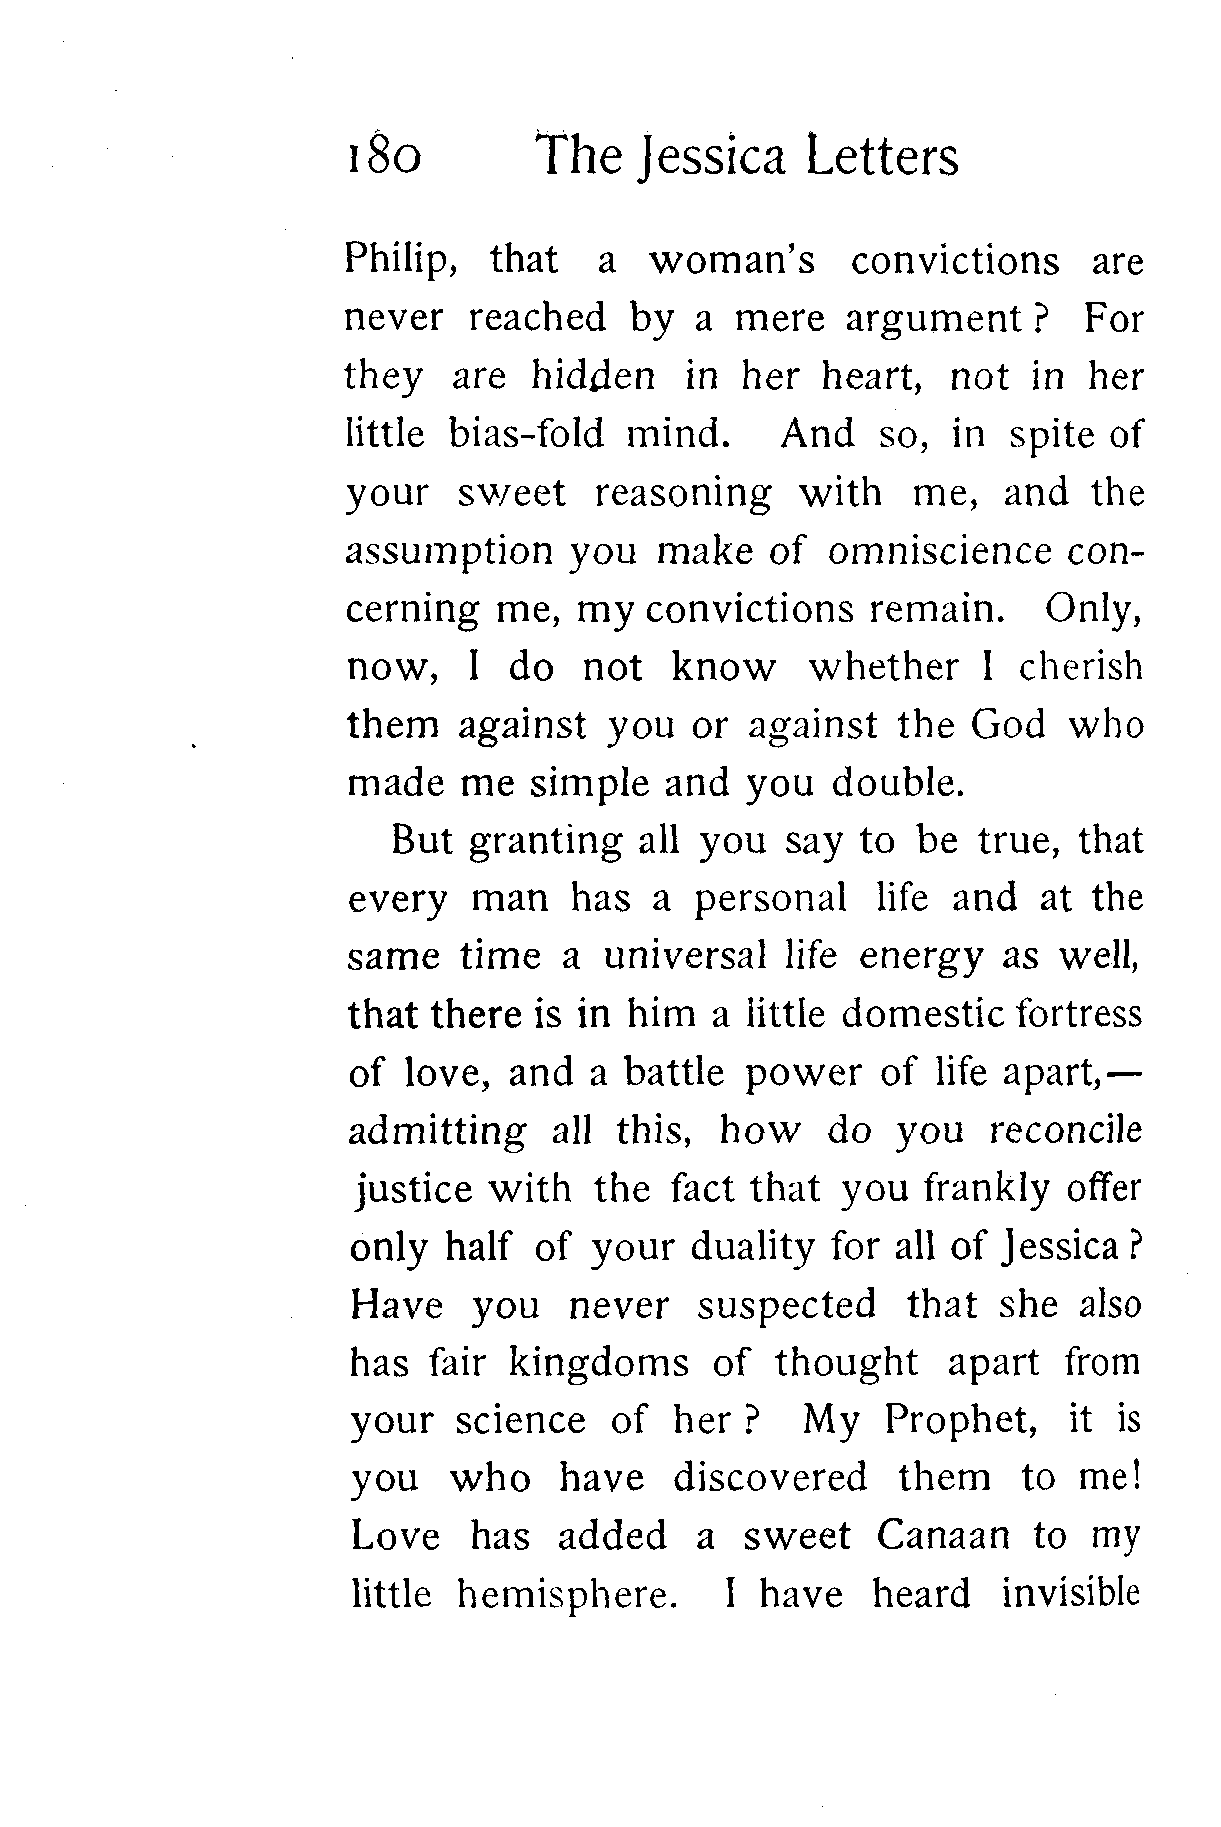 180 The Jessica Letters
Philip, that a woman's convictions are
never reached by a mere argument ? For
they are hidden in her heart, not in her
little bias-fold mind. And so, in spite of
your sweet reasoning with me, and the
assumption you make of omniscience con-
cerning me, my convictions remain. Only,
now, I do not know whether I cherish
them against you or against the God who
made me simple and you double.
But granting all you say to be true, that
every man has a personal life and at the
same time a universal life energy as well,
that there is in him a little domestic fortress
of love, and a battle power of life apart,—
admitting all this, how do you reconcile
justice with the fact that you frankly offer
only half of your duality for all of Jessica ?
Have you never suspected that she also
has fair kingdoms of thought apart from
your science of her ? My Prophet, it is
you who have discovered them to me!
Love has added a sweet Canaan to my
little hemisphere. I have heard invisible